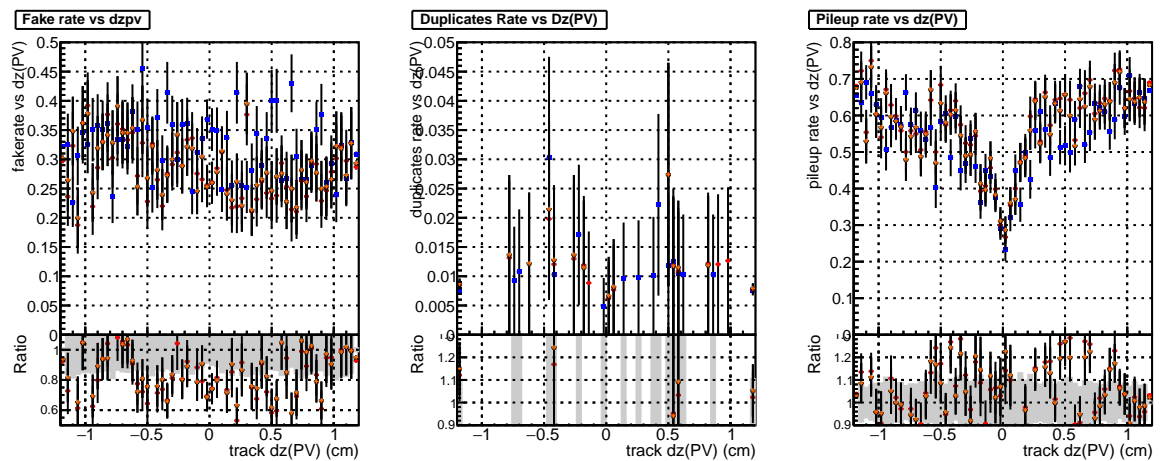 Fake rate vs dzpv
fakerate vs dz(PV)
0.5
0.45
0.4
0.35
0.3
0.25
0.2
0.15
0.1
0.05
0
Ratio
0.8
0.6
−1 −0.5 0 0.5 1
track dz(PV) (cm)
Duplicates Rate vs Dz(PV)
duplicates rate vs dz(PV)
0.05
0.045
0.04
0.035
0.03
0.025
0.02
0.015
0.01
0.005
0
Ratio
1.2
1.1
1
0.9
−1 −0.5 0 0.5 1
track dz(PV) (cm)
Pileup rate vs dz(PV)
pileup rate vs dz(PV)
0.8
0.7
0.6
0.5
0.4
0.3
0.2
0.1
0
Ratio
1.2
1.1
1
0.9
−1 −0.5 0 0.5 1
track dz(PV) (cm)